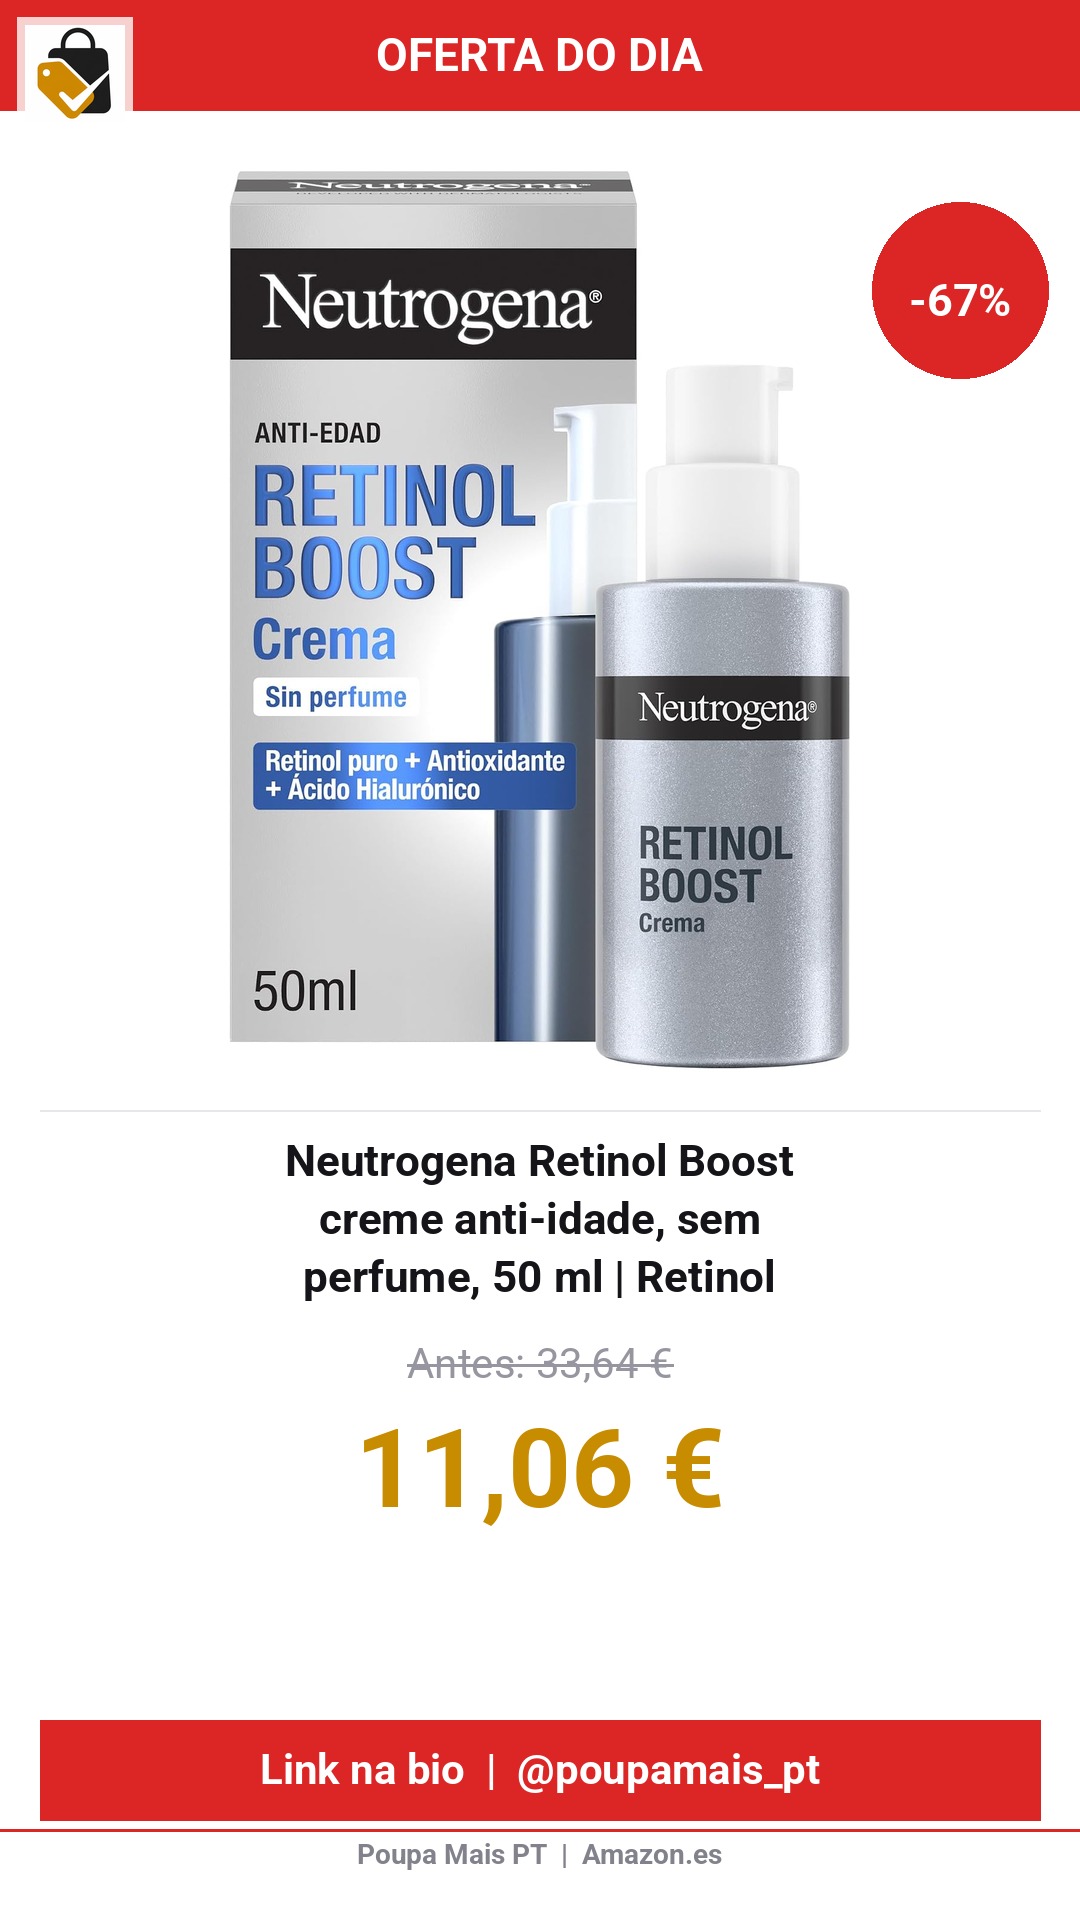 OFERTA DO DIA
Neutrogena
Neutrogena®
-67%
ANTI-EDAD
RETINOL
BOOST
Crema
Sin perfume
Retinol puro + Antioxidante
+ Ácido Hialurónico
50ml
Neutrogena®
RETINOL
BOOST
Crema
Neutrogena Retinol Boost
creme anti-idade, sem
perfume, 50 ml | Retinol
Antes: 33,64 €
11,06 €
Link na bio | @poupamais_pt
Poupa Mais PT | Amazon.es